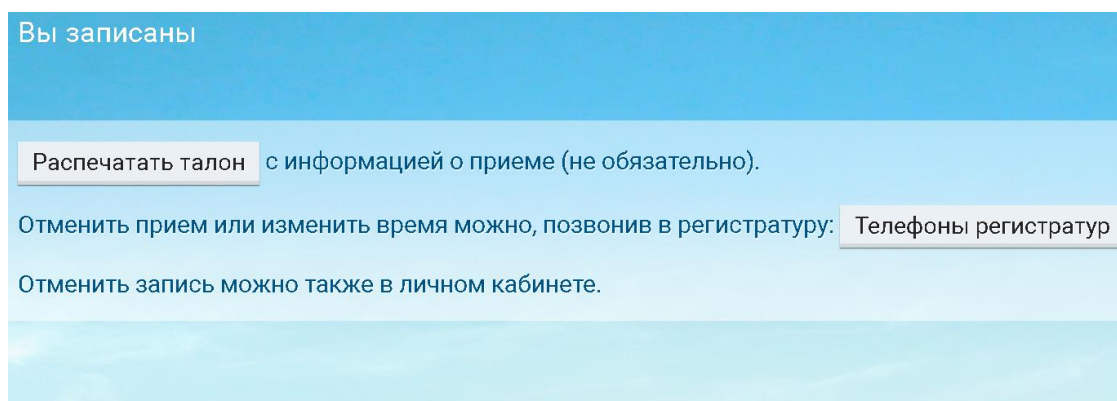 Вы записаны
Распечатать талон с информацией о приеме (не обязательно).
Отменить прием или изменить время можно, позвонив в регистратуру: Телефоны регистратур
Отменить запись можно также в личном кабинете.